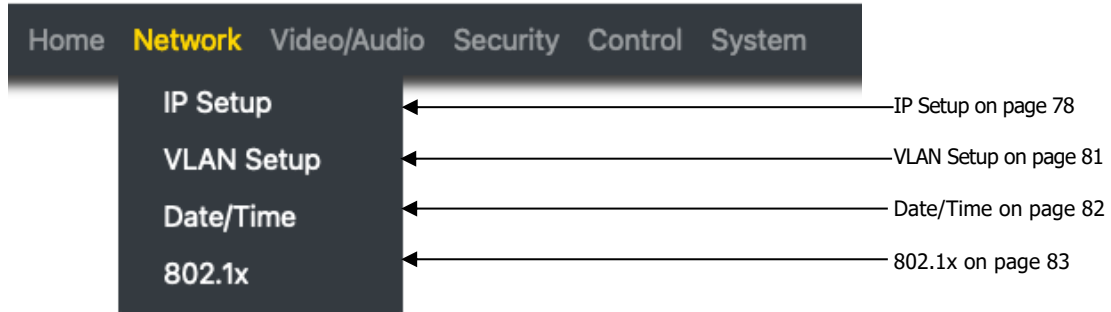 Home Network Video/Audio Security Control System
IP Setup
IP Setup on page 78
VLAN Setup
VLAN Setup on page 81
Date/Time
Date/Time on page 82
802.1x
802.1x on page 83